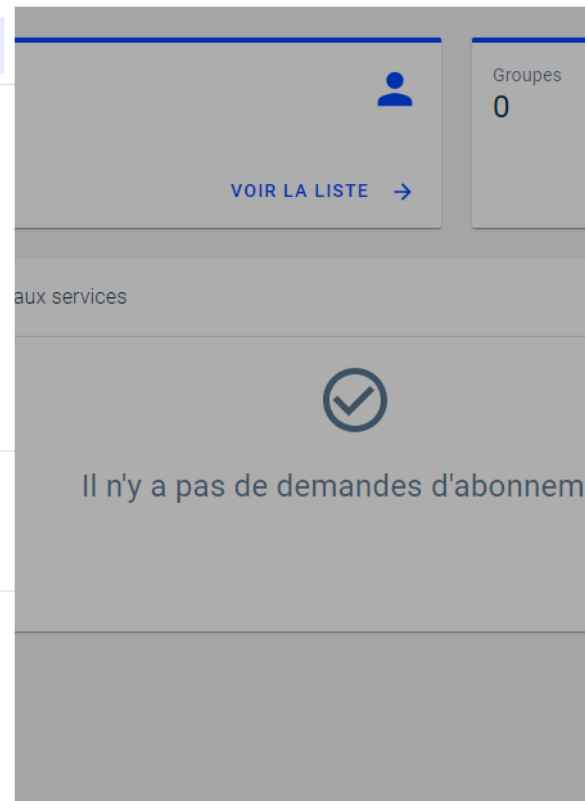 Groupes
0
VOIR LA LISTE
aux services
Il n'y a pas de demandes d'abonnem